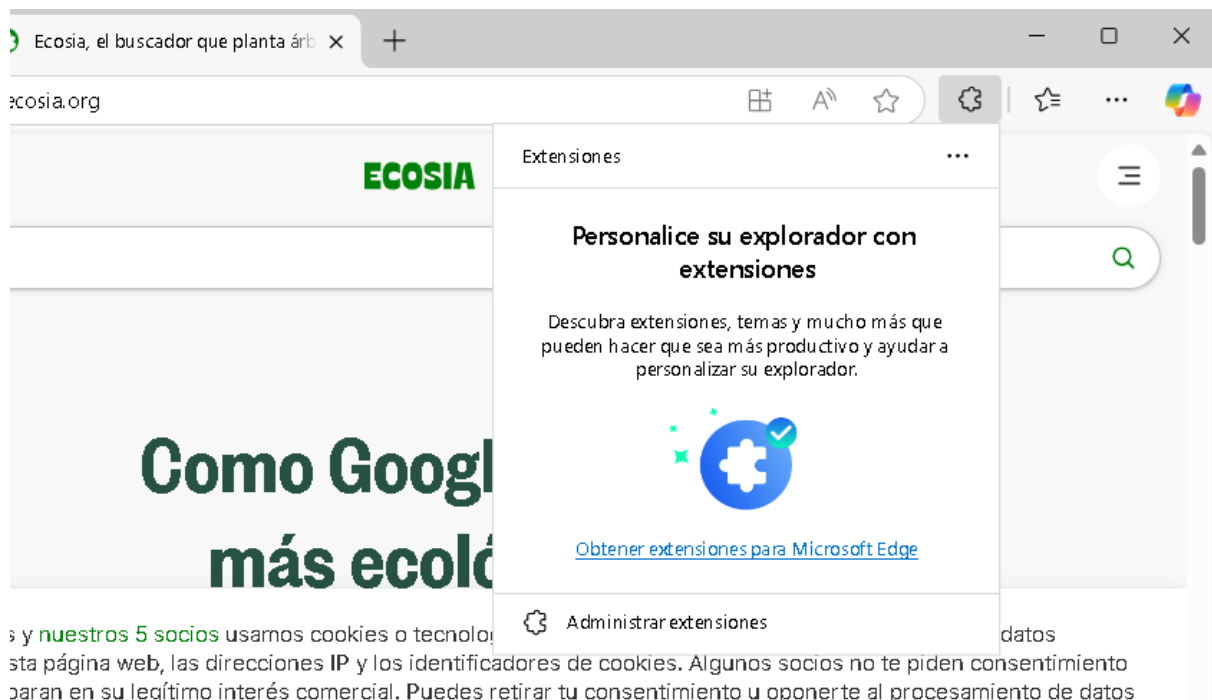 Ecosia, el buscador que planta árb
ecosia.org
Extensiones
ECOSIA
Personalice su explorador con
extensiones
Descubra extensiones, temas y mucho más que
pueden hacer que sea más productivo y ayudar a
personalizar su explorador.
Como Googl
más ecoló
Obtener extensiones para Microsoft Edge
Administrar extensiones
s y nuestros 5 socios usamos cookies o tecnolo datos
sta página web, las direcciones IP y los identificadores de cookies. Algunos socios no te piden consentimiento
paran en su legítimo interés comercial. Puedes retirar tu consentimiento u oponerte al procesamiento de datos